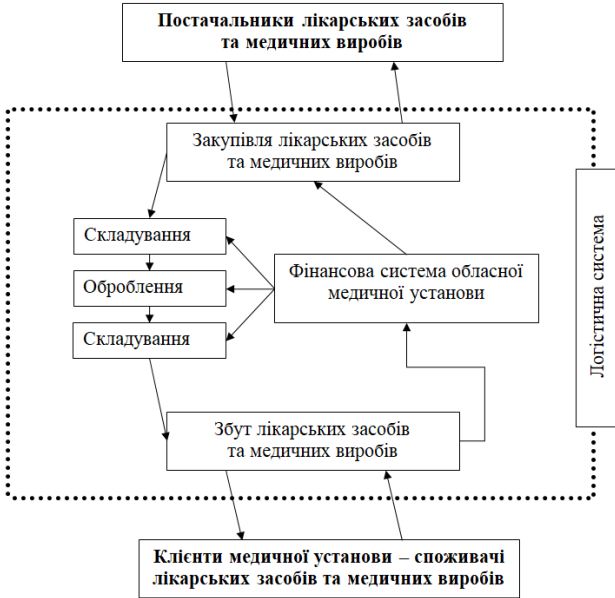 Постачальники лікарських засобів
та медичних виробів
Закупівля лікарських засобів
та медичних виробів
Складування
Оброблення
Складування
Фінансова система обласної
медичної установи
Логістична система
Збут лікарських засобів
та медичних виробів
Клієнти медичної установи – споживачі
лікарських засобів та медичних виробів